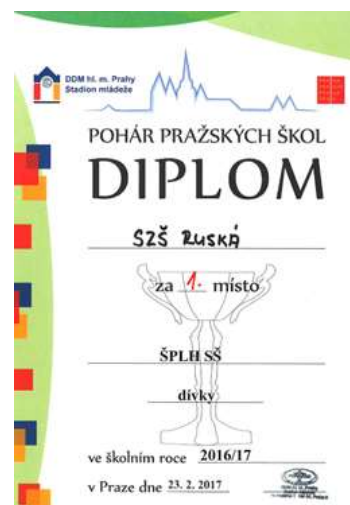 DDM hl. m. Prahy
Stadion mládeže
POHÁR PRAŽSKÝCH ŠKOL
DIPLOM
SZŠ RUSKÁ
za 1. místo
ŠPLH SŠ
dívky
ve školním roce 2016/17
v Praze dne 23. 2. 2017